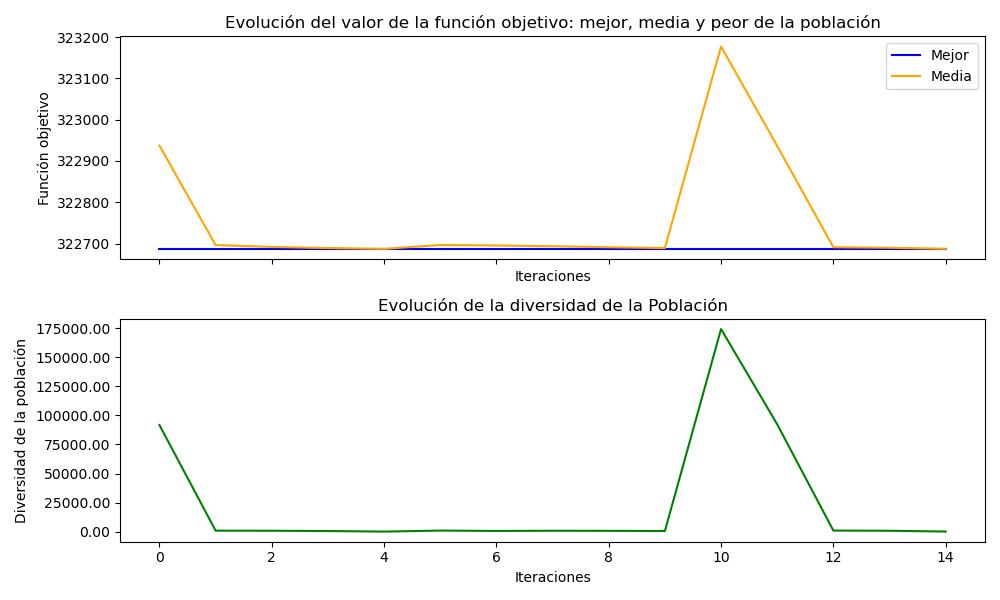 Evolución del valor de la función objetivo: mejor, media y peor de la población
323200
323100
323000
322900
322800
322700
Función objetivo
Mejor
Media
Iteraciones
Evolución de la diversidad de la Población
175000.00
150000.00
125000.00
100000.00
75000.00
50000.00
25000.00
0.00
Diversidad de la población
0 2 4 6 8 10 12 14
Iteraciones